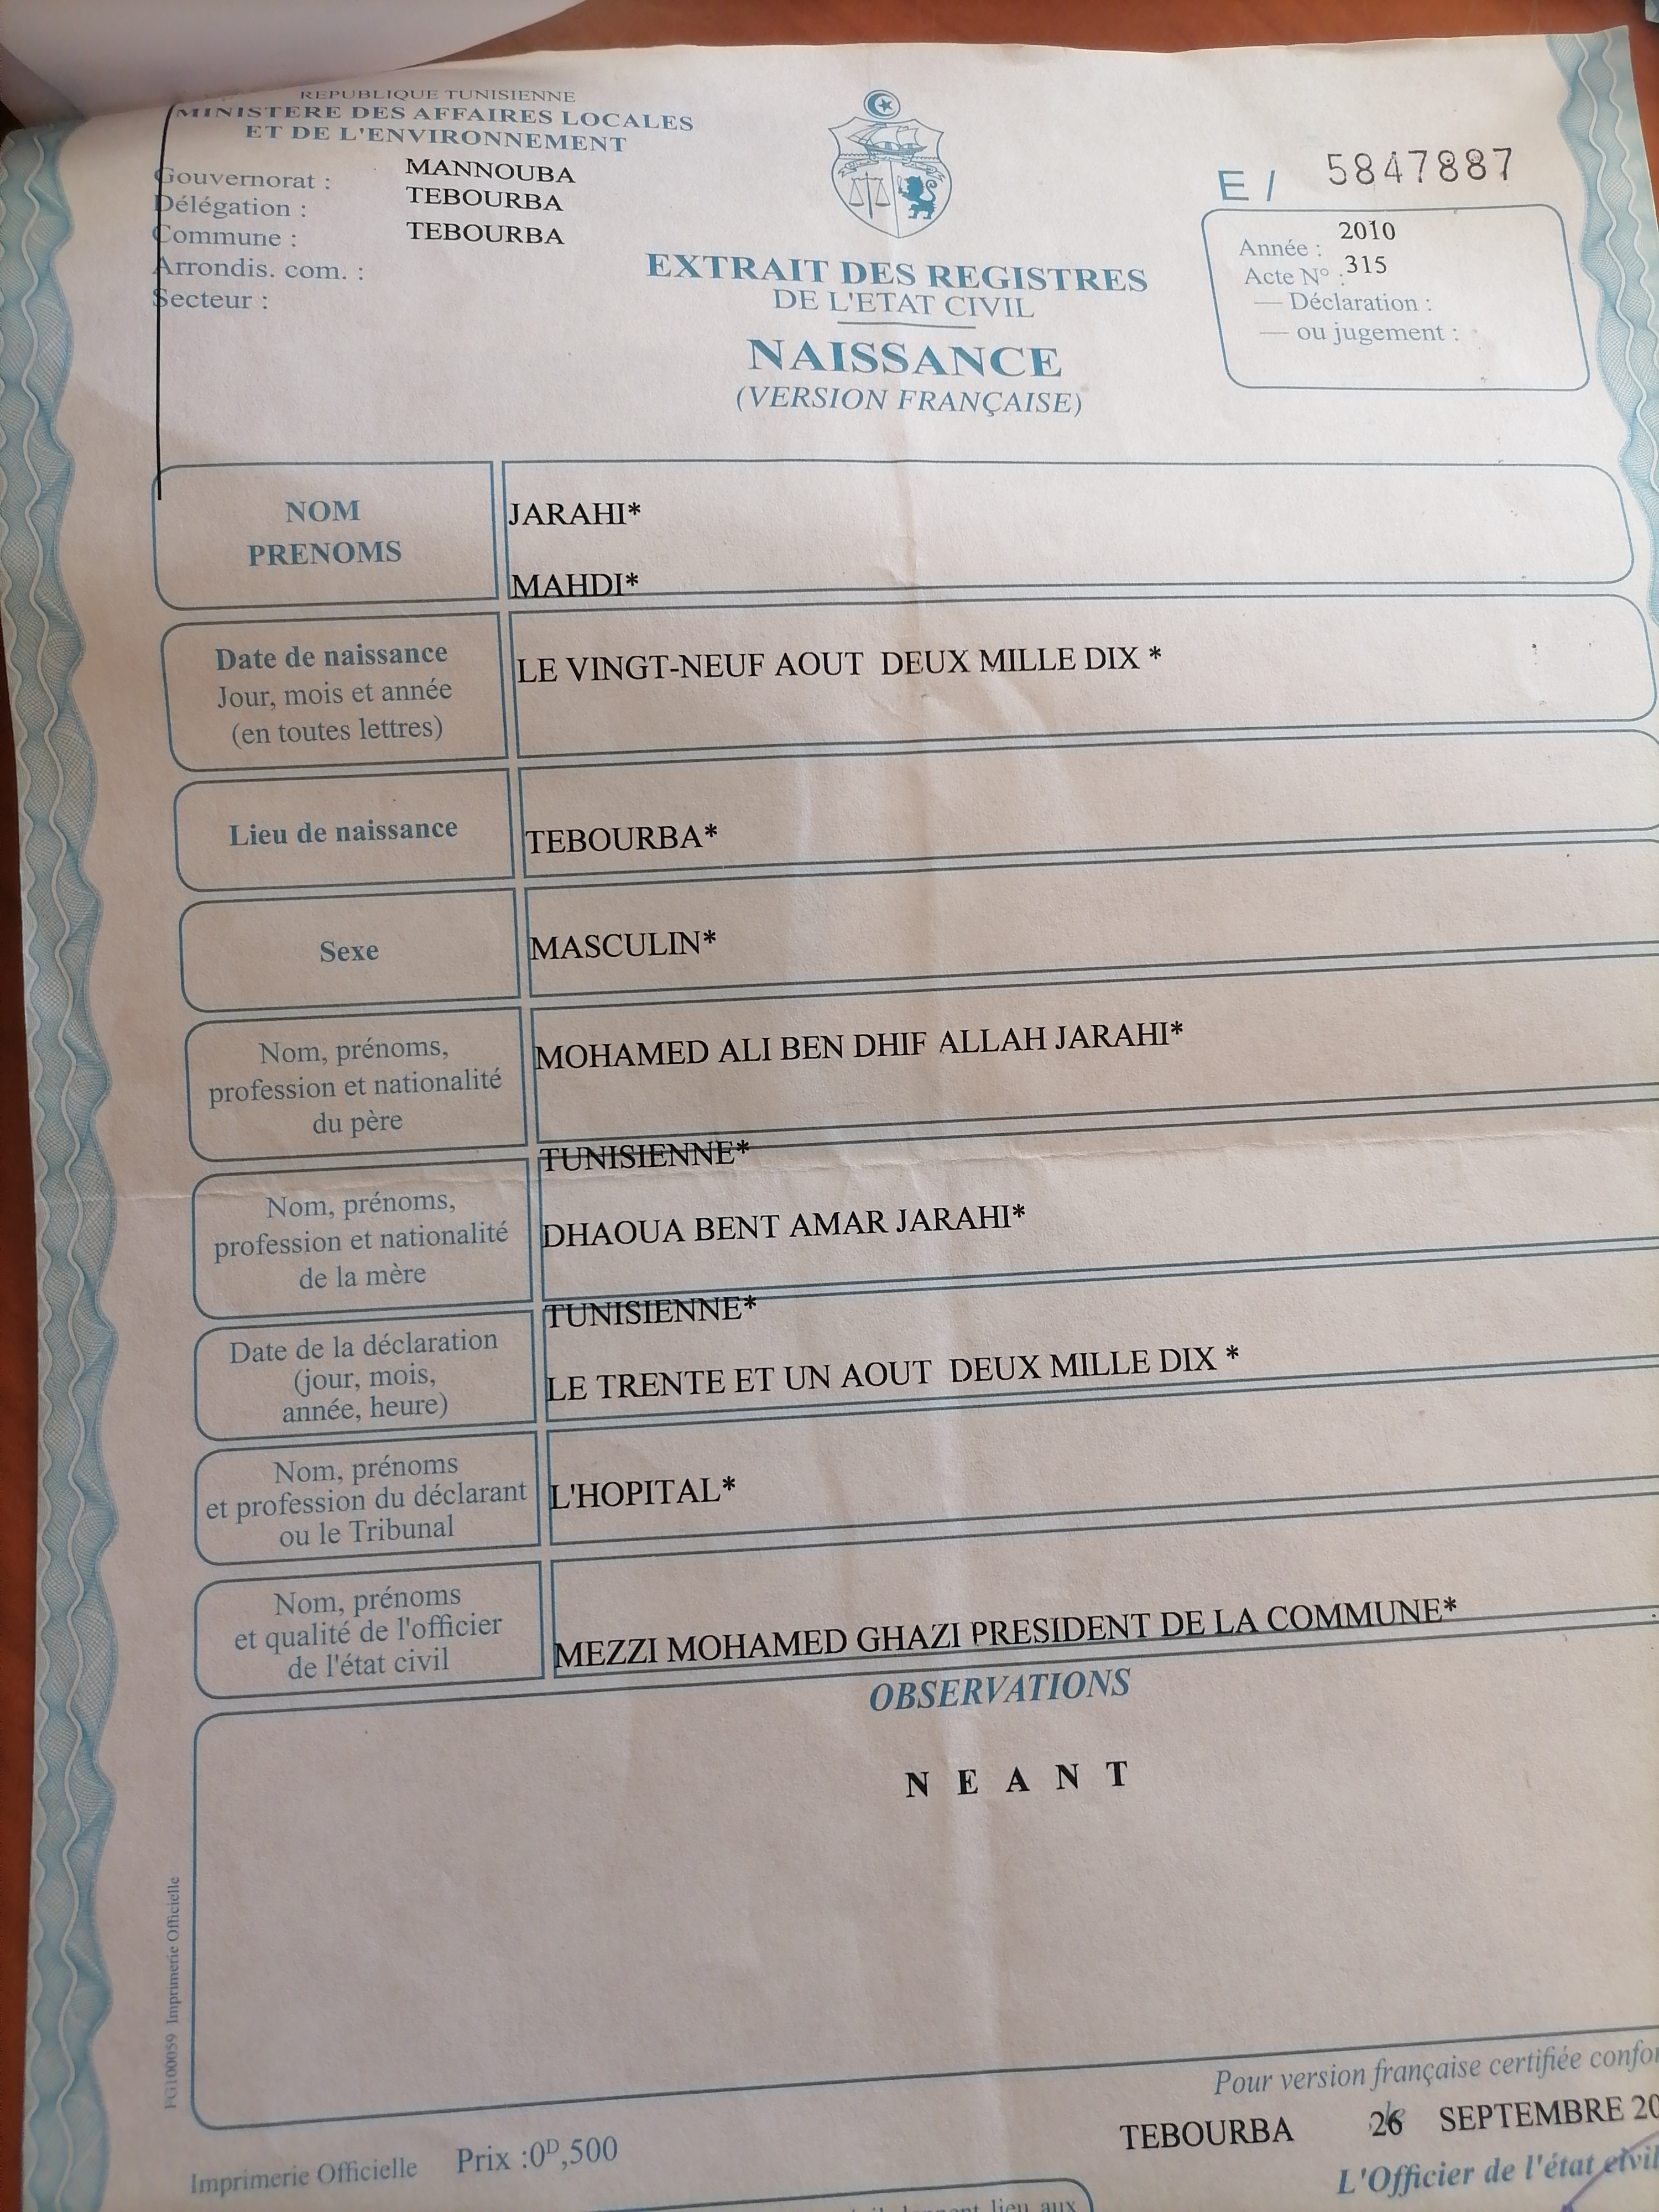 REPUBLIQUE TUNISIENNE
MINISTERE DES AFFAIRES LOCALES
ET DE L'ENVIRONNEMENT
Gouvernorat : MANNOUBA
Délégation : TEBOURBA
Commune : TEBOURBA
Arrondis. com. :
Secteur :
E / 5847887
Année : 2010
Acte N° : 315
— Déclaration :
— ou jugement :
EXTRAIT DES REGISTRES
DE L'ETAT CIVIL
NAISSANCE
(VERSION FRANÇAISE)
NOM JARAHI*
PRENOMS MAHDI*
Date de naissance
Jour, mois et année
(en toutes lettres)
LE VINGT-NEUF AOUT DEUX MILLE DIX *
Lieu de naissance TEBOURBA*
Sexe MASCULIN*
Nom, prénoms,
profession et nationalité
du père
MOHAMED ALI BEN DHIF ALLAH JARAHI*
TUNISIENNE*
Nom, prénoms,
profession et nationalité
de la mère
DHAOUA BENT AMAR JARAHI*
TUNISIENNE*
Date de la déclaration
(jour, mois,
année, heure)
LE TRENTE ET UN AOUT DEUX MILLE DIX *
Nom, prénoms
et profession du déclarant
ou le Tribunal
L'HOPITAL*
Nom, prénoms
et qualité de l'officier
de l'état civil
MEZZI MOHAMED GHAZI PRESIDENT DE LA COMMUNE*
OBSERVATIONS
N E A N T
FG100059 Imprimerie Officielle
Pour version française certifiée
TEBOURBA 26 SEPTEMBRE 20
L'Officier de l'état civil
Imprimerie Officielle Prix :0D,500
lieu aux